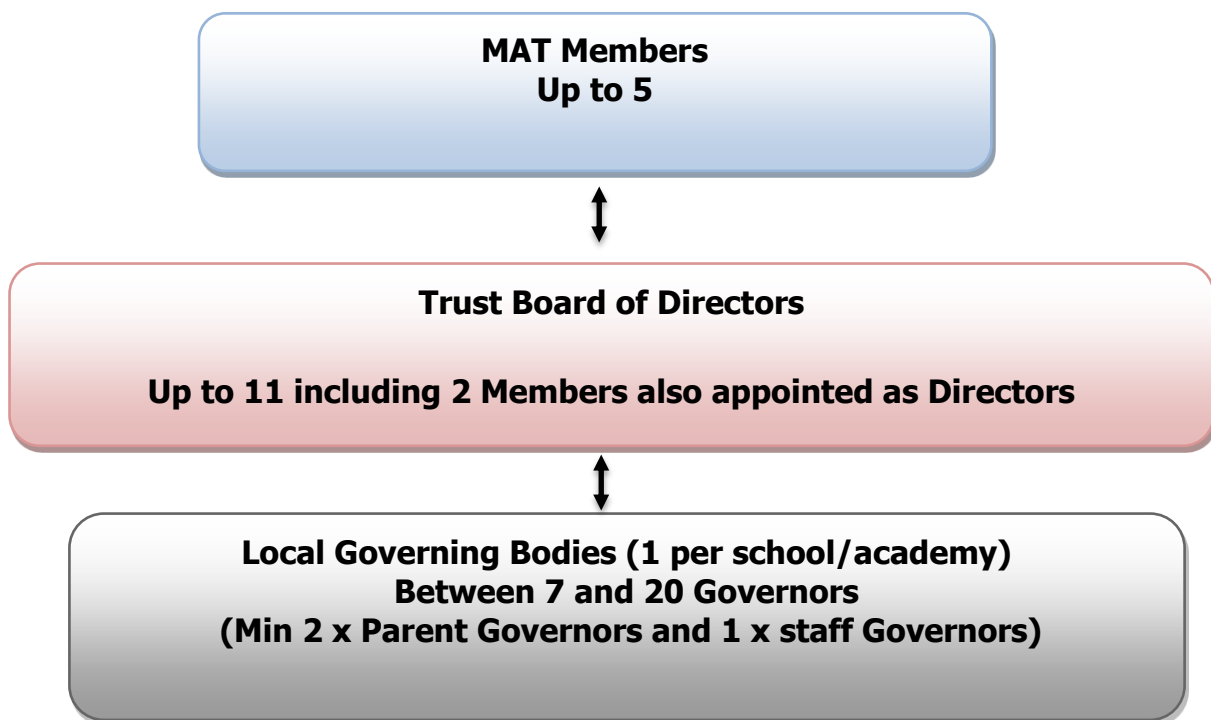 MAT Members
Up to 5
Trust Board of Directors
Up to 11 including 2 Members also appointed as Directors
Local Governing Bodies (1 per school/academy)
Between 7 and 20 Governors
(Min 2 x Parent Governors and 1 x staff Governors)